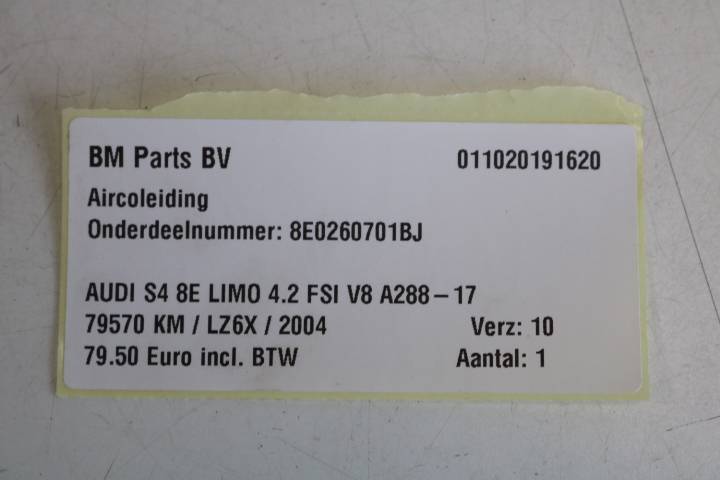 BM Parts BV 011020191620
Aircoleiding
Onderdeelnummer: 8E0260701BJ
AUDI S4 8E LIMO 4.2 FSI V8 A288-17
79570 KM / LZ6X / 2004 Verz: 10
79.50 Euro incl. BTW Aantal: 1